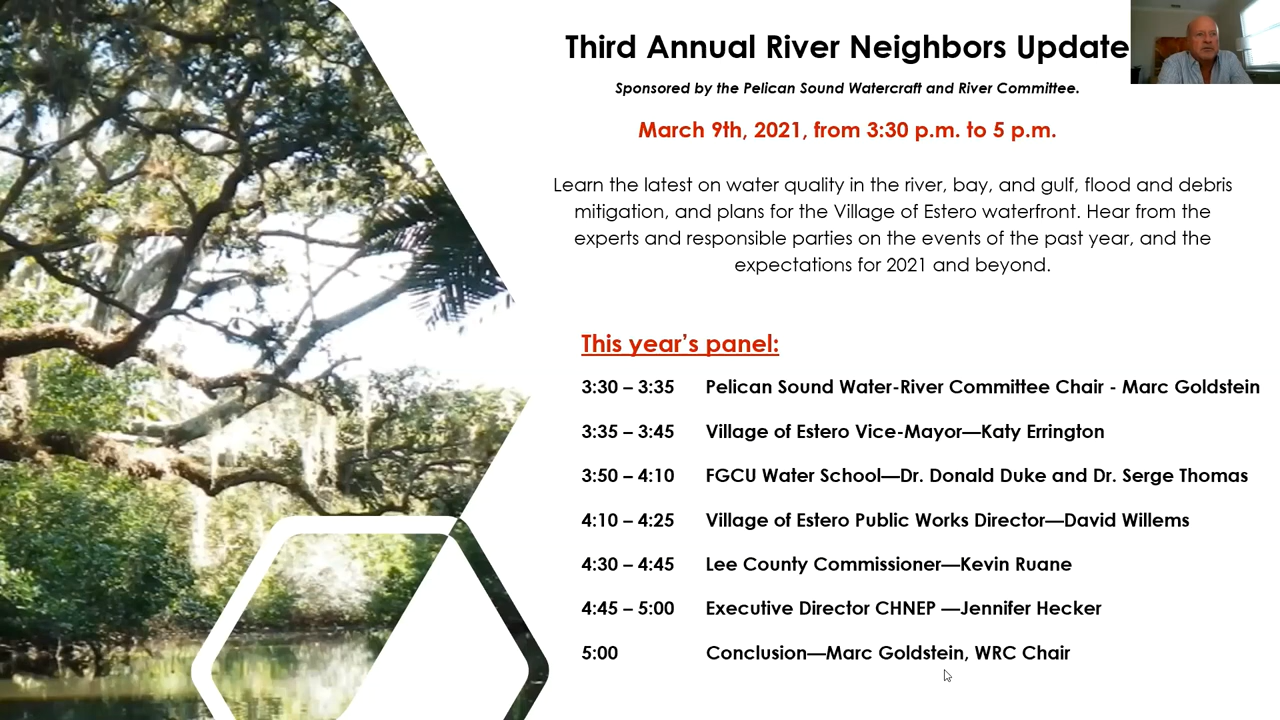 Third Annual River Neighbors Update
Sponsored by the Pelican Sound Watercraft and River Committee.
March 9th, 2021, from 3:30 p.m. to 5 p.m.
Learn the latest on water quality in the river, bay, and gulf, flood and debris
mitigation, and plans for the Village of Estero waterfront. Hear from the
experts and responsible parties on the events of the past year, and the
expectations for 2021 and beyond.
This year’s panel:
3:30 – 3:35 Pelican Sound Water-River Committee Chair - Marc Goldstein
3:35 – 3:45 Village of Estero Vice-Mayor—Katy Errington
3:50 – 4:10 FGCU Water School—Dr. Donald Duke and Dr. Serge Thomas
4:10 – 4:25 Village of Estero Public Works Director—David Willems
4:30 – 4:45 Lee County Commissioner—Kevin Ruane
4:45 – 5:00 Executive Director CHNEP —Jennifer Hecker
5:00 Conclusion—Marc Goldstein, WRC Chair